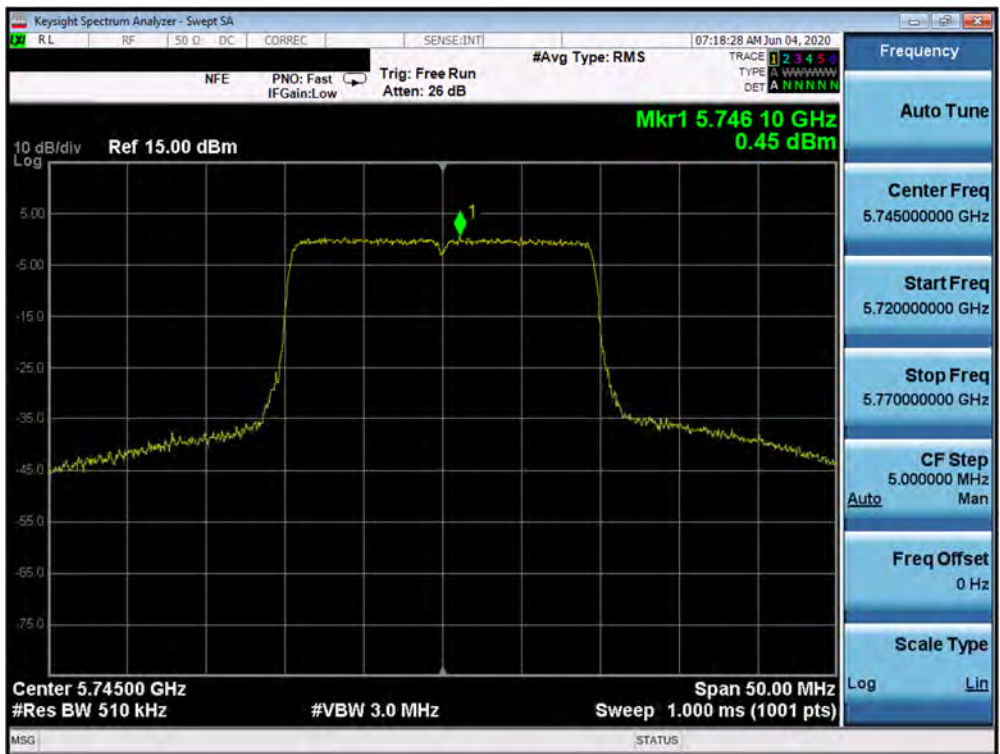 Keysight Spectrum Analyzer - Swept SA
LXI RL RF 50 Ω DC CORREC SENSE:INT 07:18:28 AM Jun 04, 2020
#Avg Type: RMS TRACE 1 2 3 4 5 6
TYPE A WWWWW
NFE PNO: Fast Trig: Free Run DET A N N N N N
IFGain:Low Atten: 26 dB
Mkr1 5.746 10 GHz
0.45 dBm
10 dB/div Ref 15.00 dBm
Log
5.00
-5.00
-15.0
-25.0
-35.0
-45.0
-55.0
-65.0
-75.0
1
Center 5.74500 GHz Span 50.00 MHz
#Res BW 510 kHz #VBW 3.0 MHz Sweep 1.000 ms (1001 pts)
MSG STATUS
Frequency
Auto Tune
Center Freq
5.745000000 GHz
Start Freq
5.720000000 GHz
Stop Freq
5.770000000 GHz
CF Step
5.000000 MHz
Auto Man
Freq Offset
0 Hz
Scale Type
Log Lin